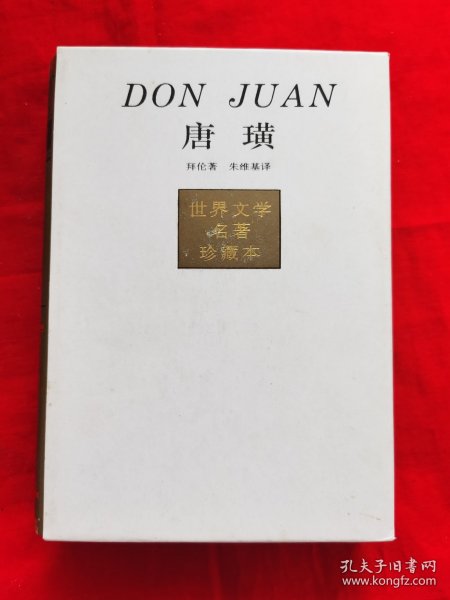 DON JUAN
唐璜
拜伦著 朱维基译
世界文学
名著
珍藏本
孔夫子旧书网
www.kongfz.com